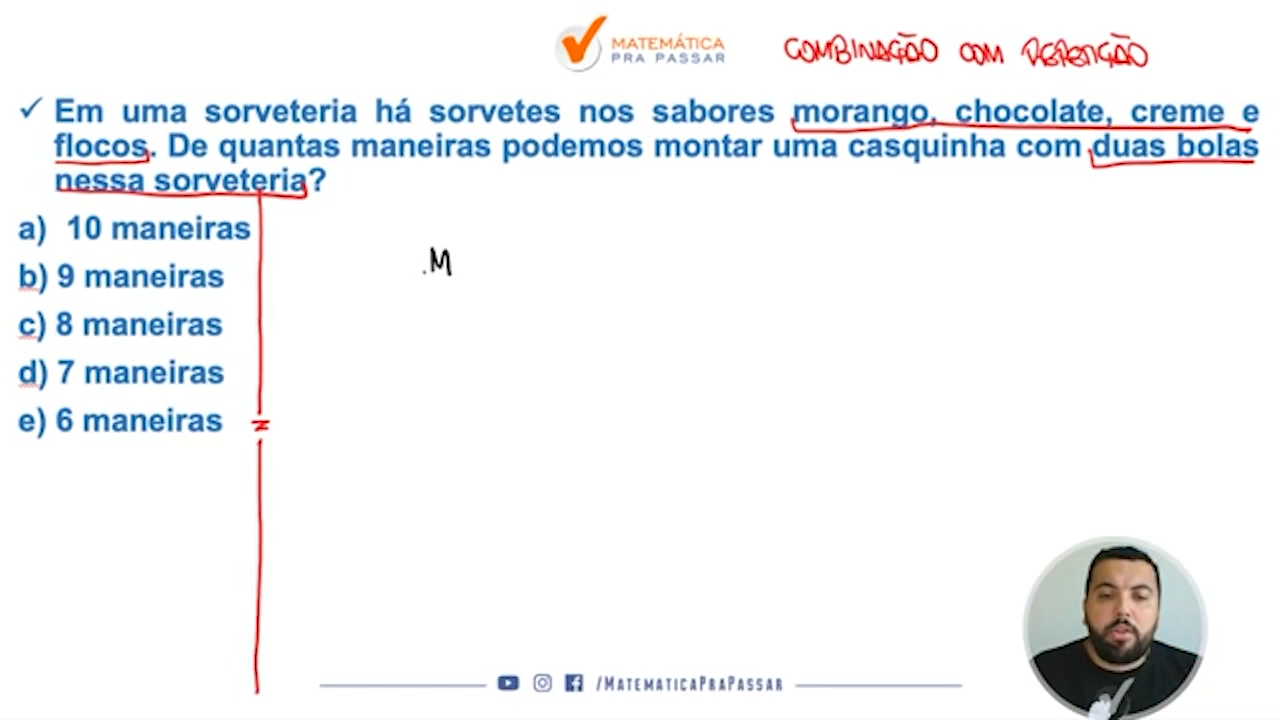 MATEMÁTICA
PRA PASSAR
COMBINAÇÃO COM REPETIÇÃO
✓ Em uma sorveteria há sorvetes nos sabores morango, chocolate, creme e
flocos. De quantas maneiras podemos montar uma casquinha com duas bolas
nessa sorveteria?
a) 10 maneiras
.M
b) 9 maneiras
c) 8 maneiras
d) 7 maneiras
e) 6 maneiras
/MATEMATICAPRAPASSAR